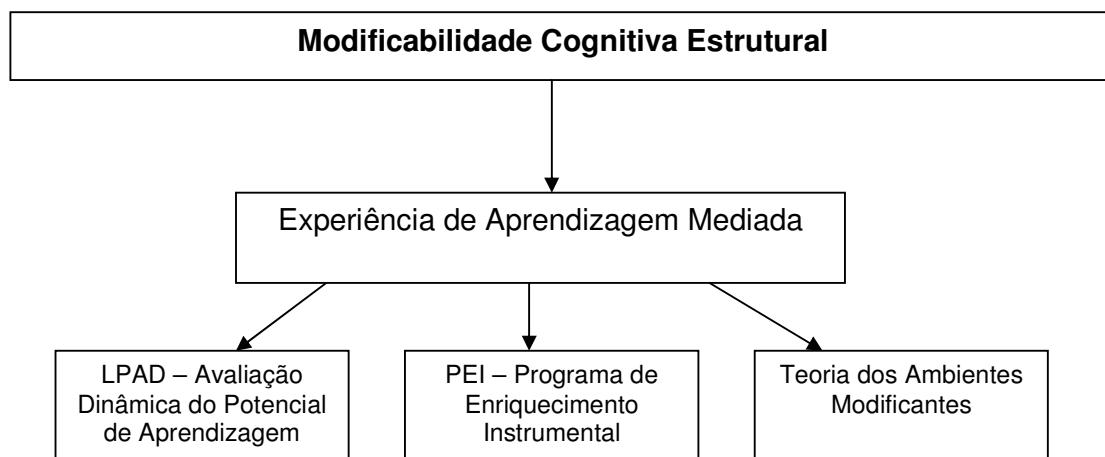 Modificabilidade Cognitiva Estrutural
Experiência de Aprendizagem Mediada
LPAD – Avaliação
Dinâmica do Potencial
de Aprendizagem
PEI – Programa de
Enriquecimento
Instrumental
Teoria dos Ambientes
Modificantes